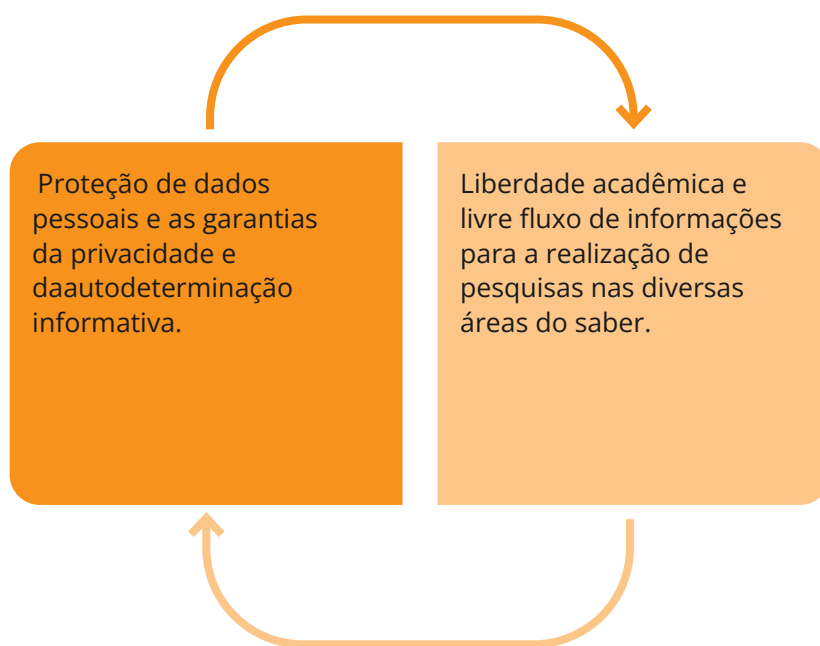 Proteção de dados
pessoais e as garantias
da privacidade e
daautodeterminação
informativa.
Liberdade acadêmica e
livre fluxo de informações
para a realização de
pesquisas nas diversas
áreas do saber.